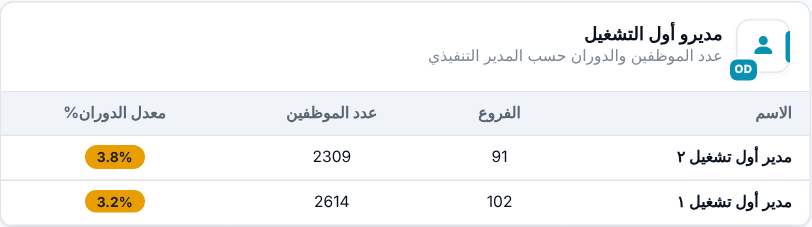 مديرو أول التشغيل
عدد الموظفين والدوران حسب المدير التنفيذي
OD
الاسم الفروع عدد الموظفين معدل الدوران%
مدير أول تشغيل ٢ 91 2309 3.8%
مدير أول تشغيل ١ 102 2614 3.2%